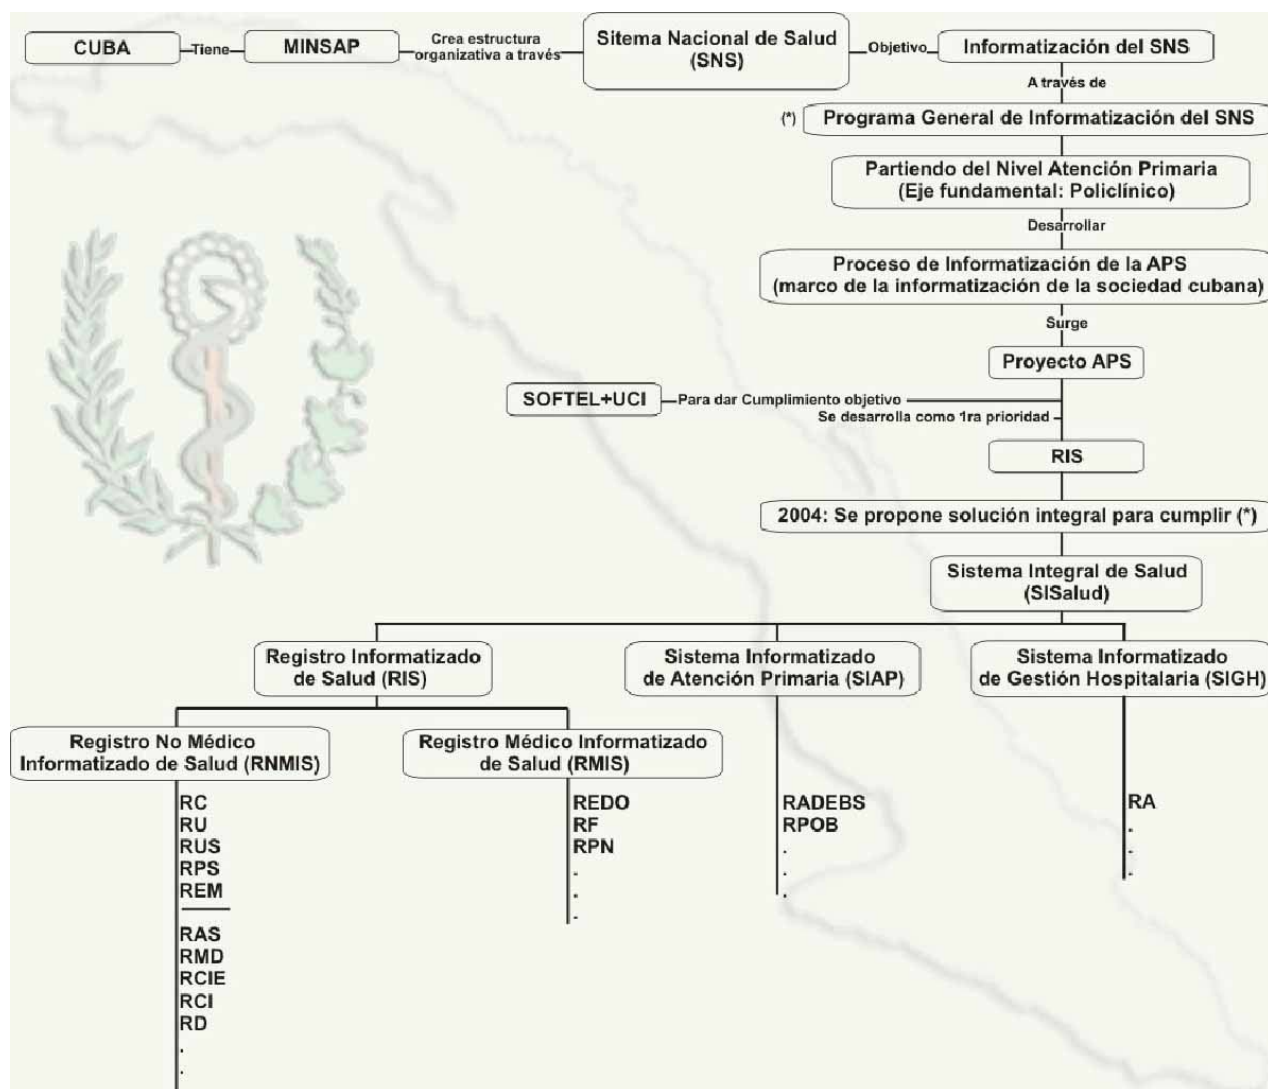 CUBA
Tiene
MINSAP
Crea estructura
organizativa a través
Sitema Nacional de Salud
(SNS)
Objetivo
Informatización del SNS
A través de
(*)
Programa General de Informatización del SNS
Partiendo del Nivel Atención Primaria
(Eje fundamental: Policlínico)
Desarrollar
Proceso de Informatización de la APS
(marco de la informatización de la sociedad cubana)
Surge
Proyecto APS
SOFTEL+UCI
Para dar Cumplimiento objetivo
Se desarrolla como 1ra prioridad
RIS
2004: Se propone solución integral para cumplir (*)
Sistema Integral de Salud
(SISalud)
Registro Informatizado
de Salud (RIS)
Sistema Informatizado
de Atención Primaria (SIAP)
Sistema Informatizado
de Gestión Hospitalaria (SIGH)
Registro No Médico
Informatizado de Salud (RNMIS)
Registro Médico Informatizado
de Salud (RMIS)
RC
RU
RUS
RPS
REM
RAS
RMD
RCIE
RCI
RD
.
.
REDO
RF
RPN
.
.
.
RADEBS
RPOB
.
.
.
RA
.
.
.